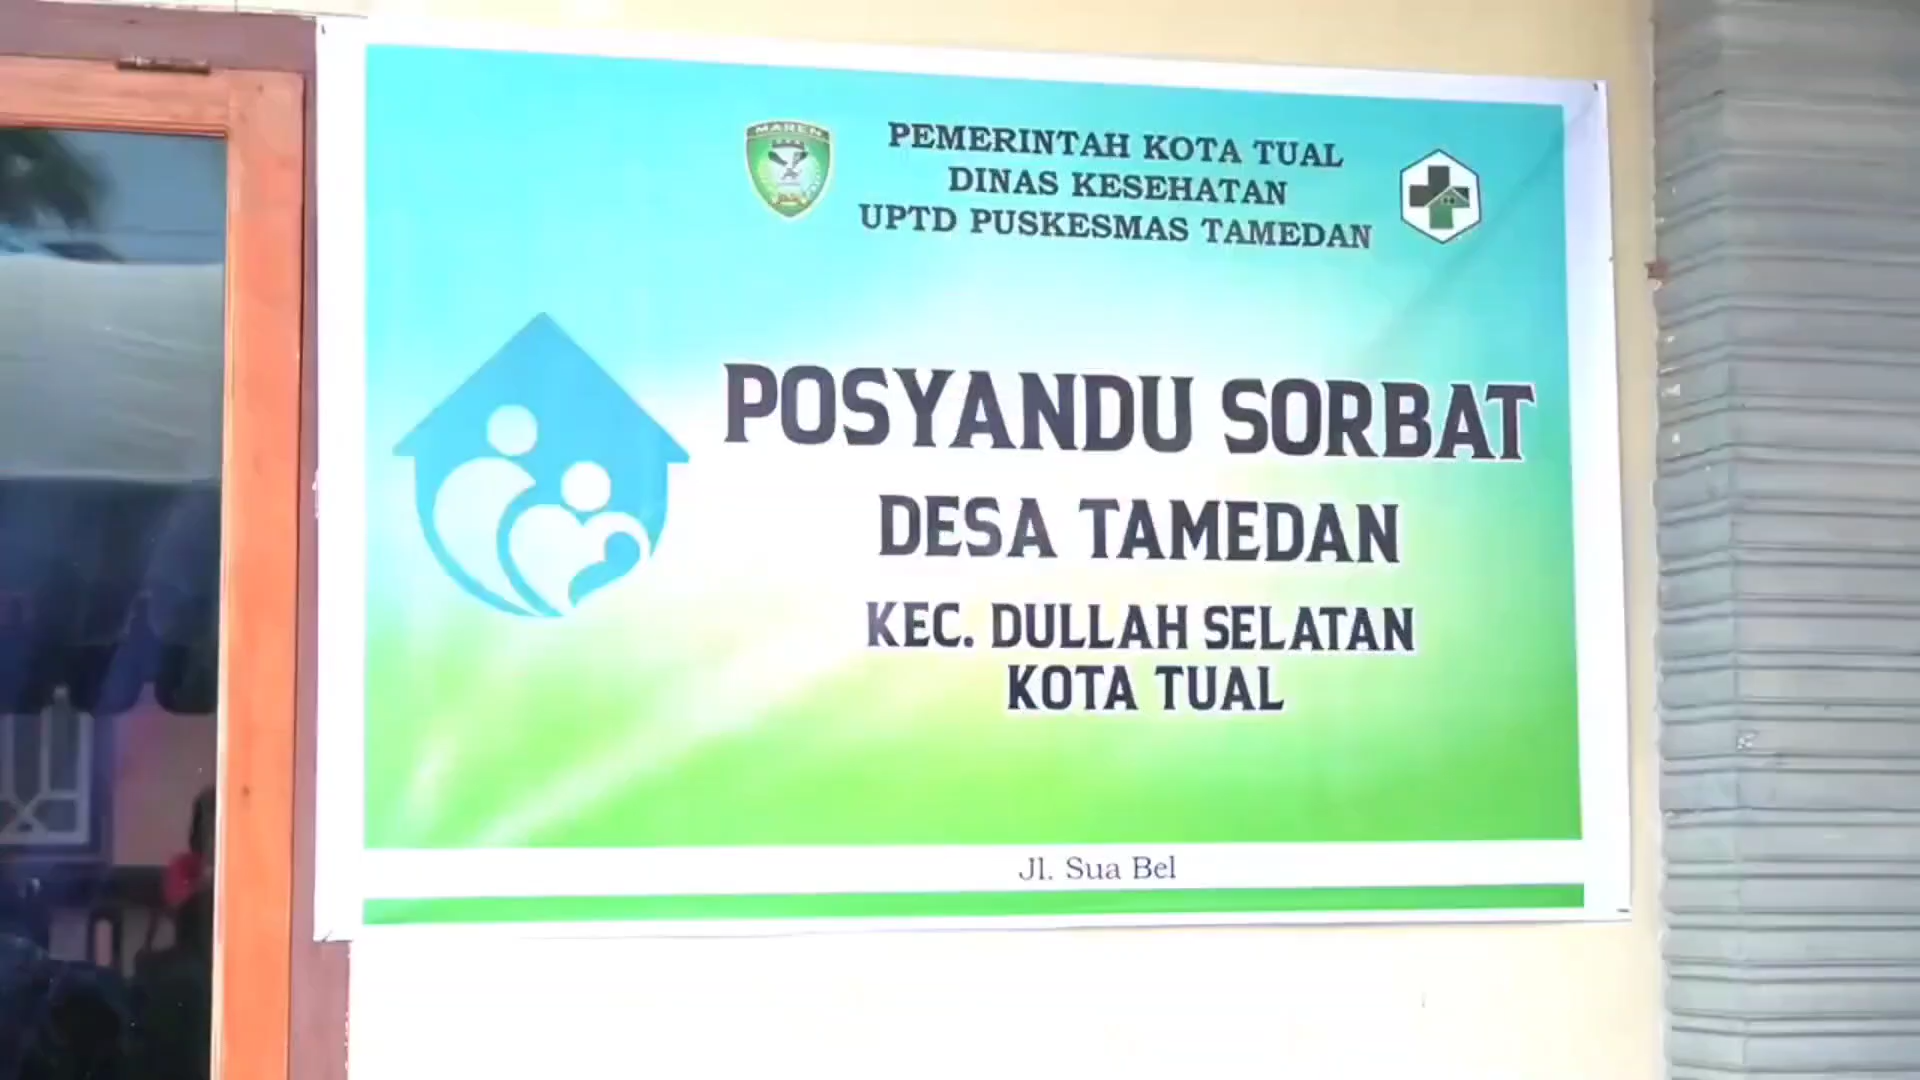 MAREN
PEMERINTAH KOTA TUAL
DINAS KESEHATAN
UPTD PUSKESMAS TAMEDAN
POSYANDU SORBAT
DESA TAMEDAN
KEC. DULLAH SELATAN
KOTA TUAL
Jl. Sua Bel